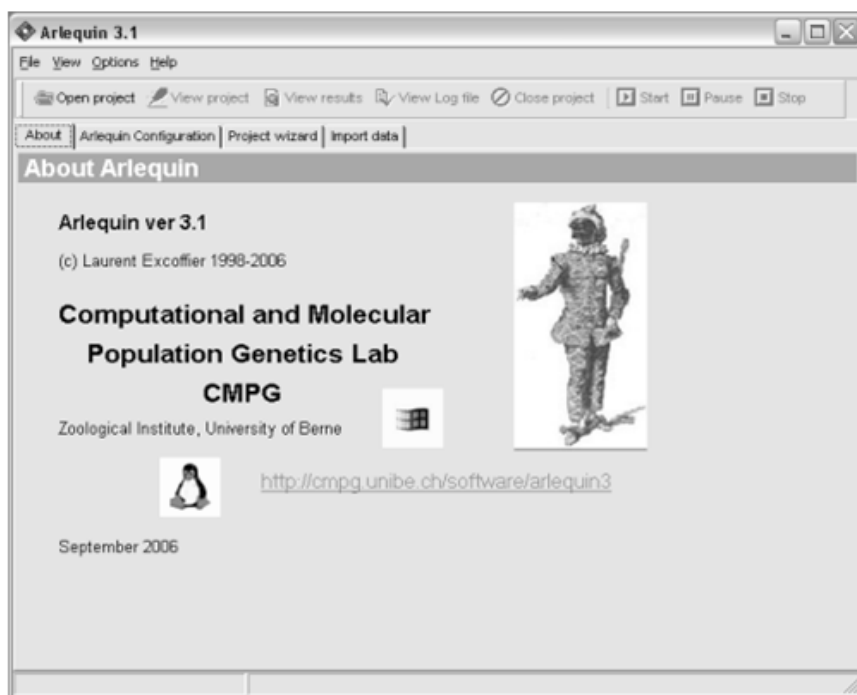 Arlequin 3.1
File View Options Help
Open project View project View results View Log file Close project Start Pause Stop
About Arlequin Configuration Project wizard Import data
About Arlequin
Arlequin ver 3.1
(c) Laurent Excoffier 1998-2006
Computational and Molecular
Population Genetics Lab
CMPG
Zoological Institute, University of Berne
http://cmpg.unibe.ch/software/arlequin3
September 2006